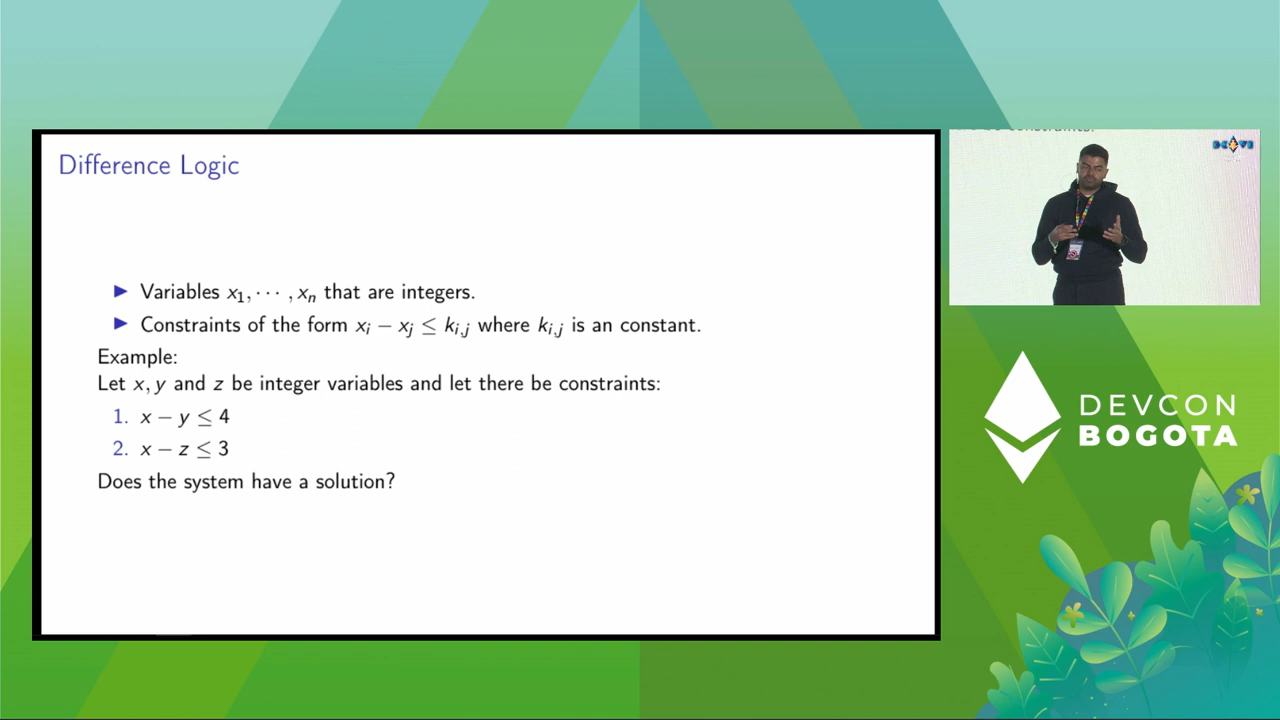 Difference Logic
▶ Variables x₁, ⋯ , xₙ that are integers.
▶ Constraints of the form xᵢ − xⱼ ≤ kᵢ,ⱼ where kᵢ,ⱼ is an constant.
Example:
Let x, y and z be integer variables and let there be constraints:
1. x − y ≤ 4
2. x − z ≤ 3
Does the system have a solution?
constraints:
DEVCON
BOGOTA